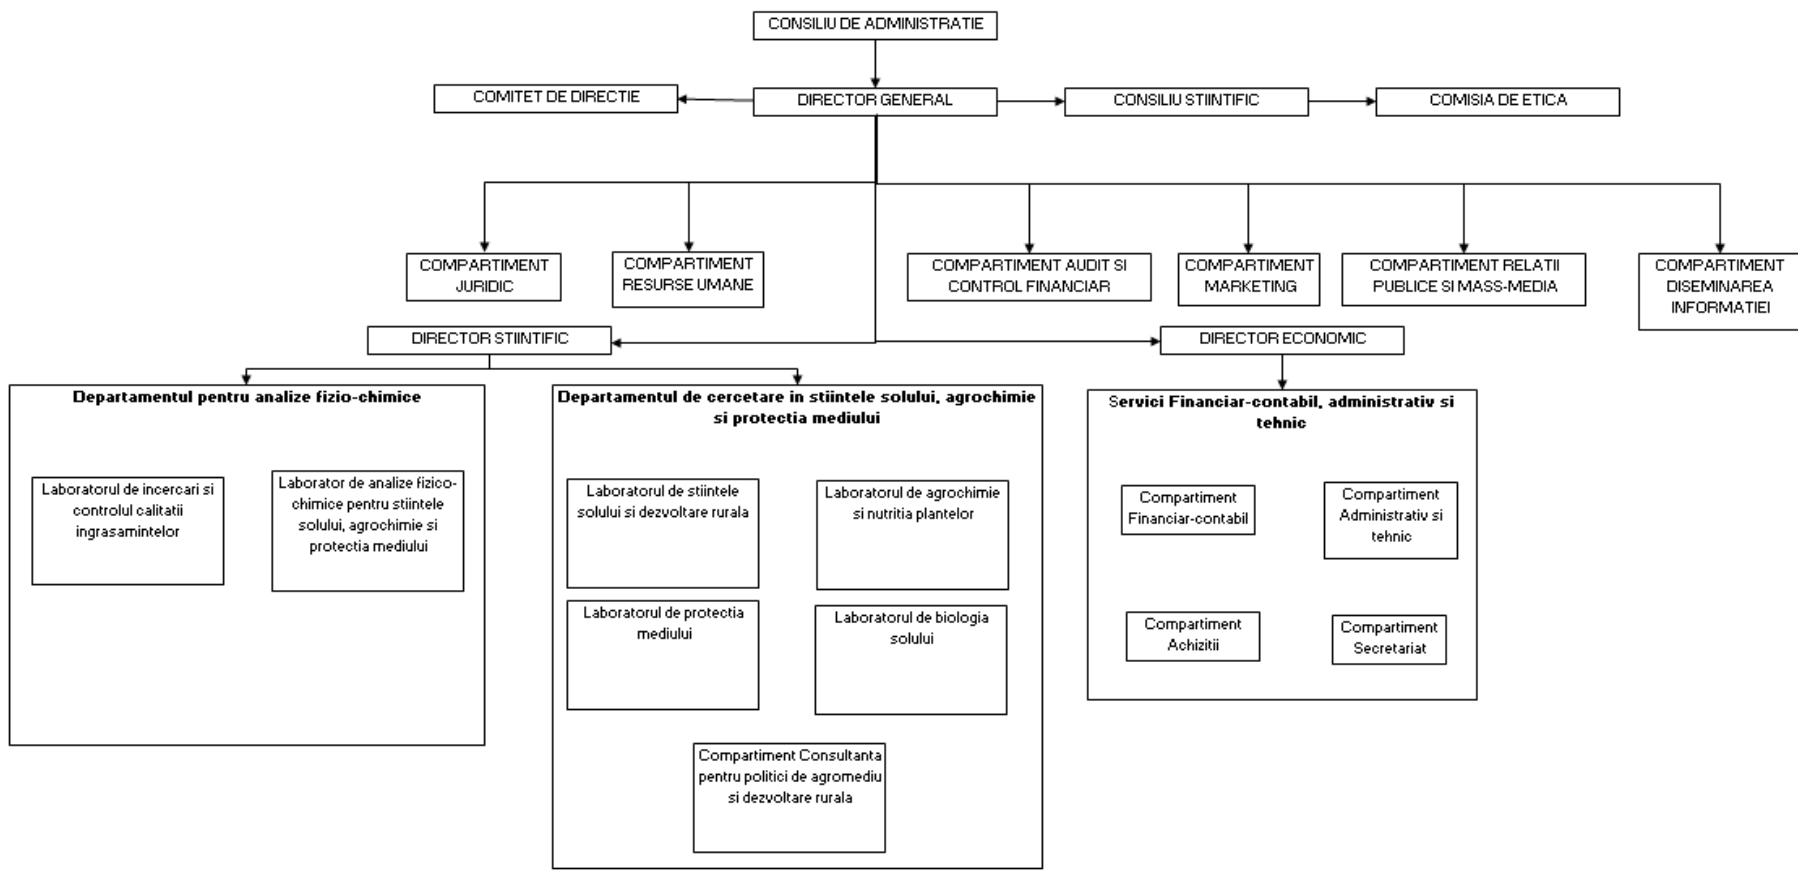 CONSILIU DE ADMINISTRATIE
COMITET DE DIRECTIE
DIRECTOR GENERAL
CONSILIU STIINTIFIC
COMISIA DE ETICA
COMPARTIMENT
JURIDIC
COMPARTIMENT
RESURSE UMANE
COMPARTIMENT AUDIT SI
CONTROL FINANCIAR
COMPARTIMENT
MARKETING
COMPARTIMENT RELATII
PUBLICE SI MASS-MEDIA
COMPARTIMENT
DISEMINAREA
INFORMATIEI
DIRECTOR STIINTIFIC
DIRECTOR ECONOMIC
Departamentul pentru analize fizio-chimice
Laboratorul de incercari si
controlul calitatii
ingrasamintelor
Laborator de analize fizico-
chimice pentru stiintele
solului, agrochimie si
protectia mediului
Departamentul de cercetare in stiintele solului, agrochimie
si protectia mediului
Laboratorul de stiintele
solului si dezvoltare rurala
Laboratorul de agrochimie
si nutritia plantelor
Laboratorul de protectia
mediului
Laboratorul de biologia
solului
Compartiment Consultanta
pentru politici de agromediu
si dezvoltare rurala
Servicii Financiar-contabil, administrativ si
tehnic
Compartiment
Financiar-contabil
Compartiment
Administrativ si
tehnic
Compartiment
Achizitii
Compartiment
Secretariat